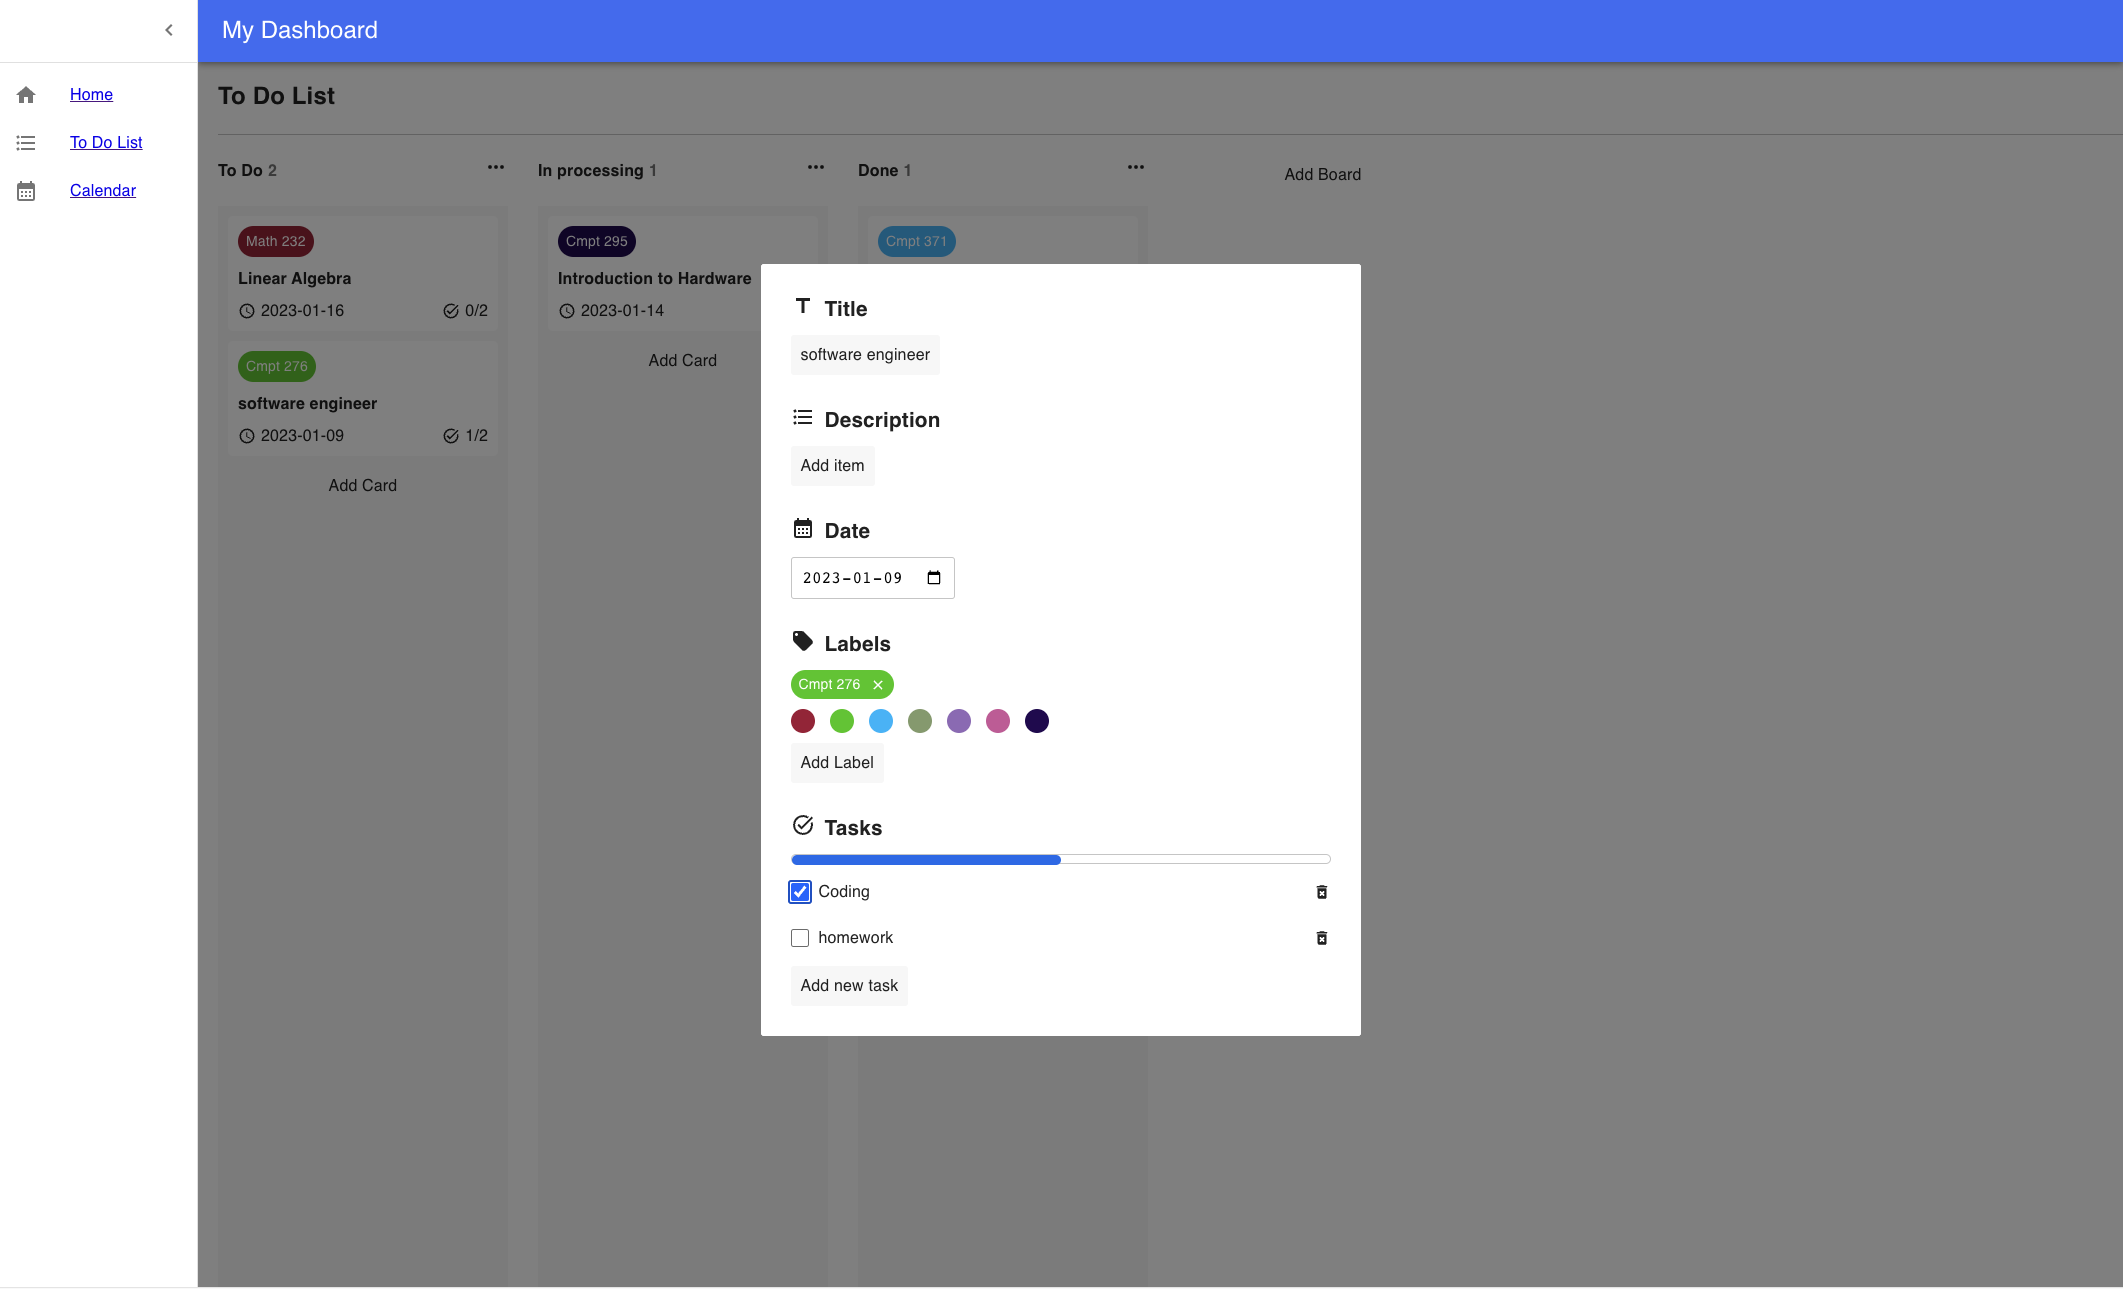 My Dashboard
Home
To Do List
Calendar
To Do List
To Do 2
In processing 1
Done 1
Add Board
Math 232
Linear Algebra
2023-01-16
0/2
Cmpt 276
software engineer
2023-01-09
1/2
Add Card
Cmpt 295
Introduction to Hardware
2023-01-14
Add Card
Cmpt 371
Title
software engineer
Description
Add item
Date
2023-01-09
Labels
Cmpt 276
Add Label
Tasks
Coding
homework
Add new task